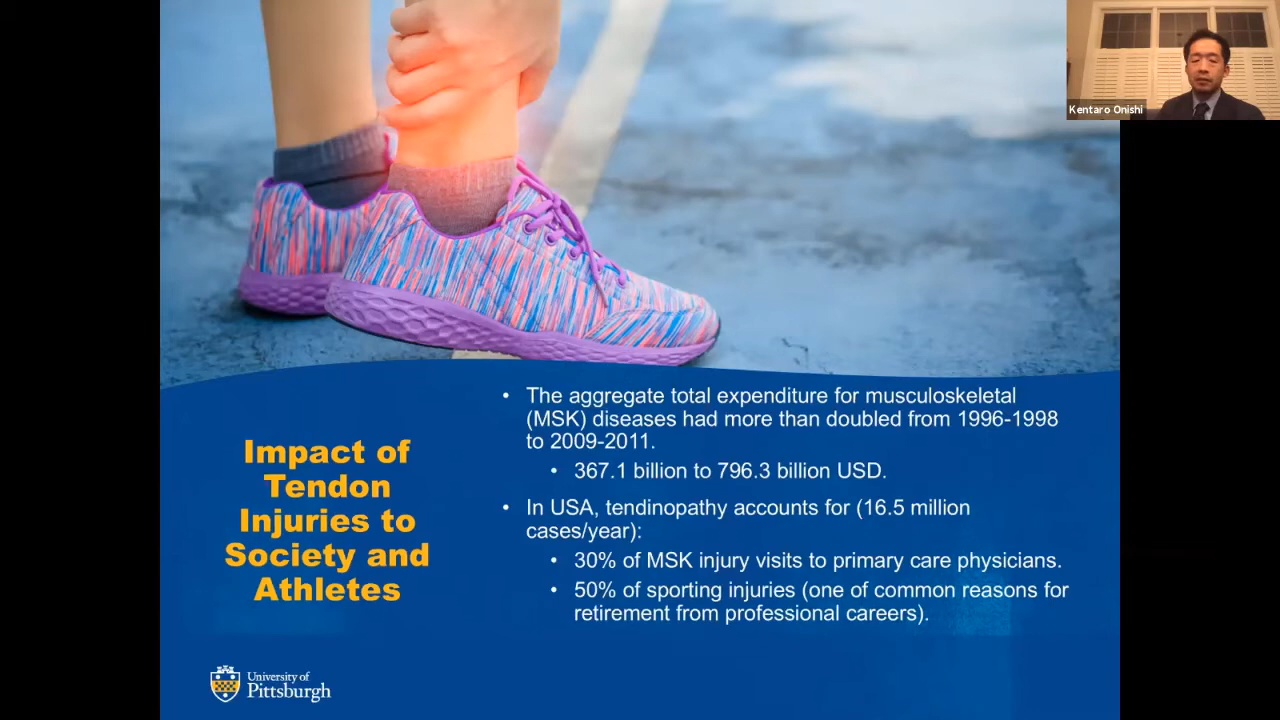 Kentaro Onishi
Impact of
Tendon
Injuries to
Society and
Athletes
• The aggregate total expenditure for musculoskeletal
(MSK) diseases had more than doubled from 1996-1998
to 2009-2011.
• 367.1 billion to 796.3 billion USD.
• In USA, tendinopathy accounts for (16.5 million
cases/year):
• 30% of MSK injury visits to primary care physicians.
• 50% of sporting injuries (one of common reasons for
retirement from professional careers).
University of
Pittsburgh